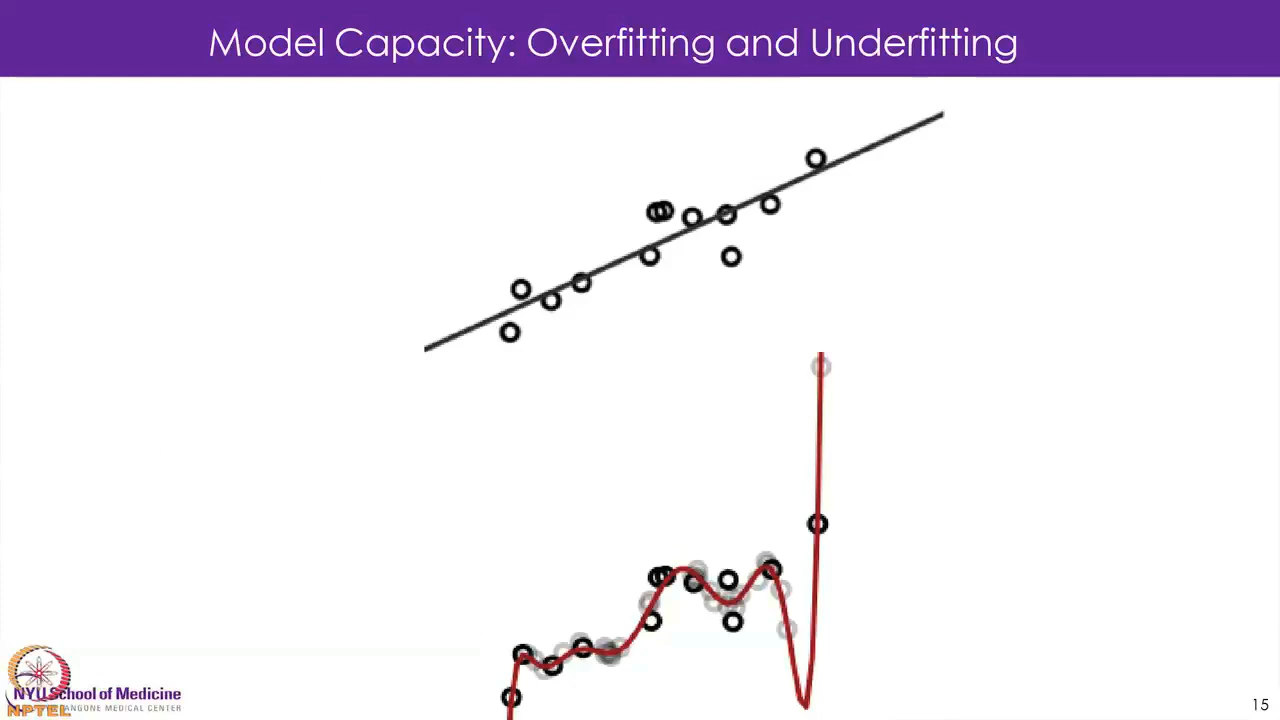 Model Capacity: Overfitting and Underfitting
NYU School of Medicine
LANGONE MEDICAL CENTER
NPTEL
15